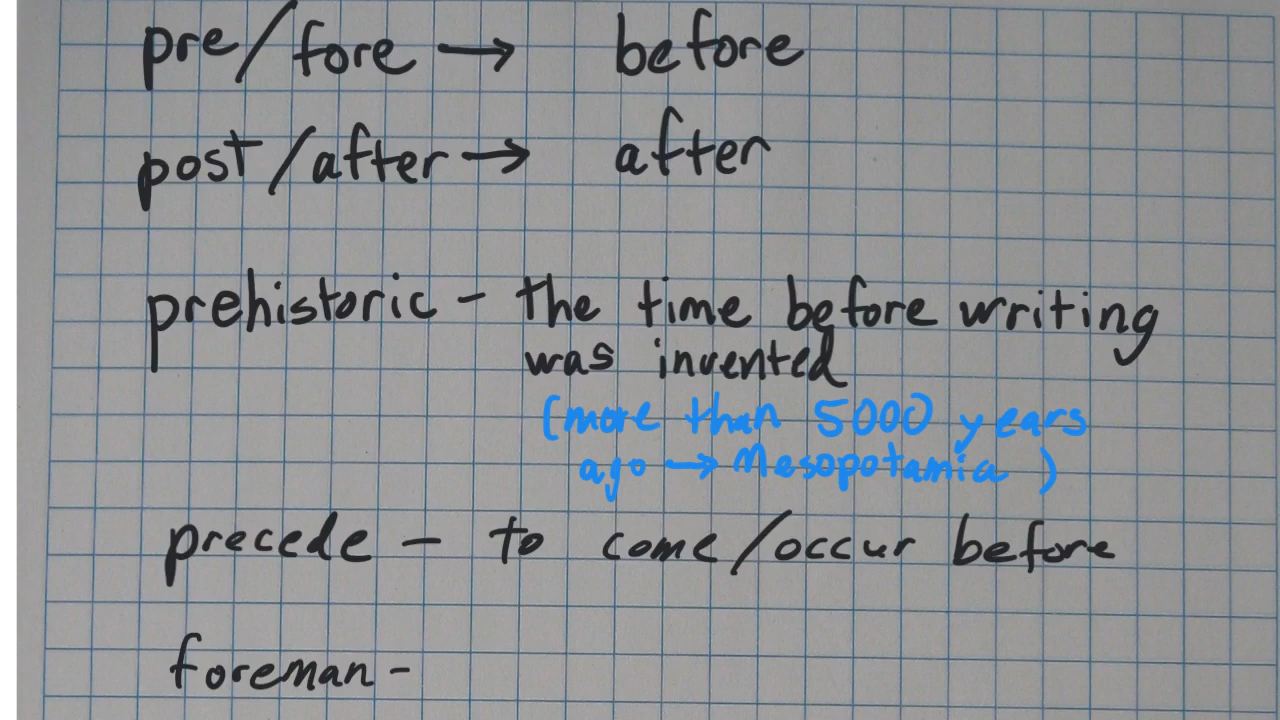 pre/fore → before
post/after → after
prehistoric - the time before writing
was invented
(more than 5000 years
ago → Mesopotamia)
precede - to come/occur before
foreman -